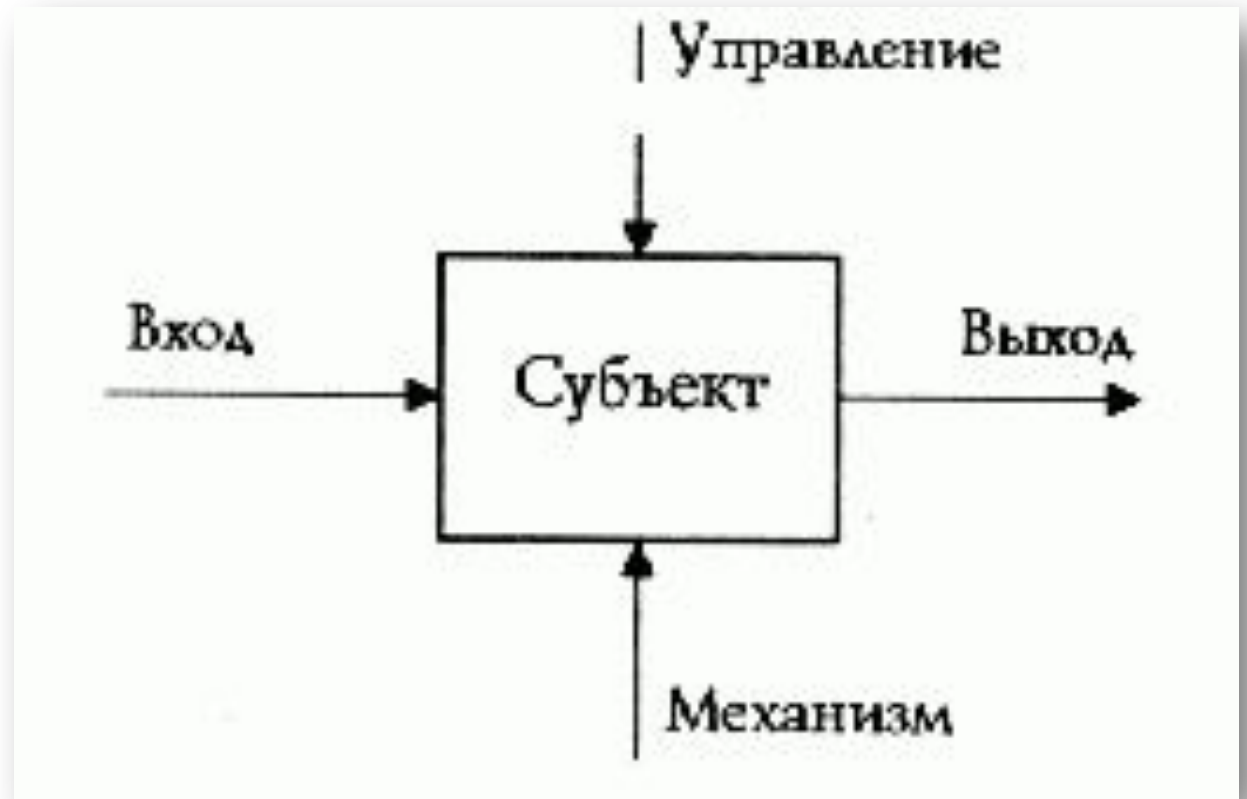 Управление
Вход
Выход
Субъект
Механизм